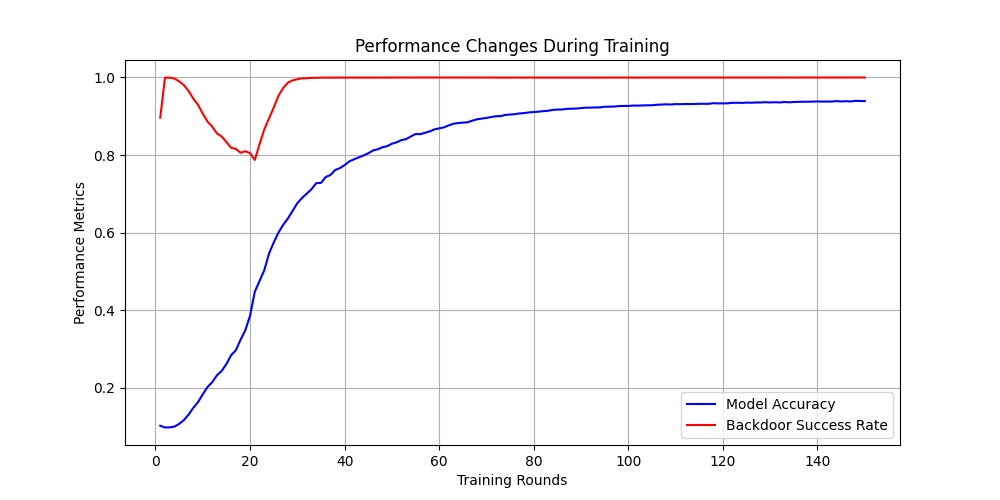 Performance Changes During Training
Performance Metrics
1.0
0.8
0.6
0.4
0.2
0 20 40 60 80 100 120 140
Training Rounds
Model Accuracy
Backdoor Success Rate